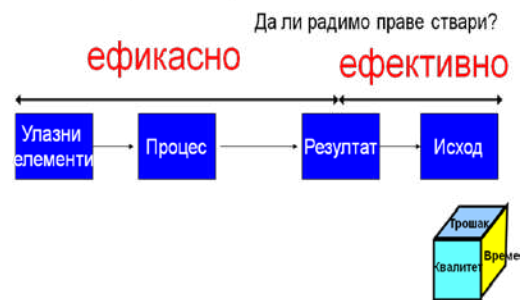 Да ли радимо праве ствари?
ефикасно
ефективно
Улазни
елементи
Процес
Резултат
Исход
Трошак
Квалитет
Време